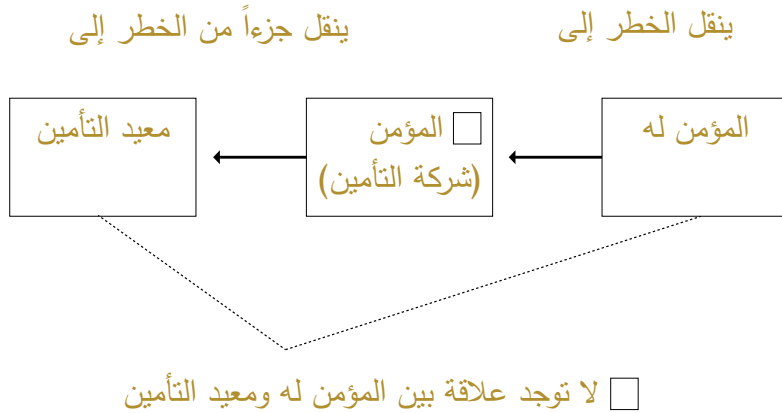 ينقل الخطر إلى
ينقل جزءاً من الخطر إلى
المؤمن له
المؤمن
(شركة التأمين)
معيد التأمين
لا توجد علاقة بين المؤمن له ومعيد التأمين